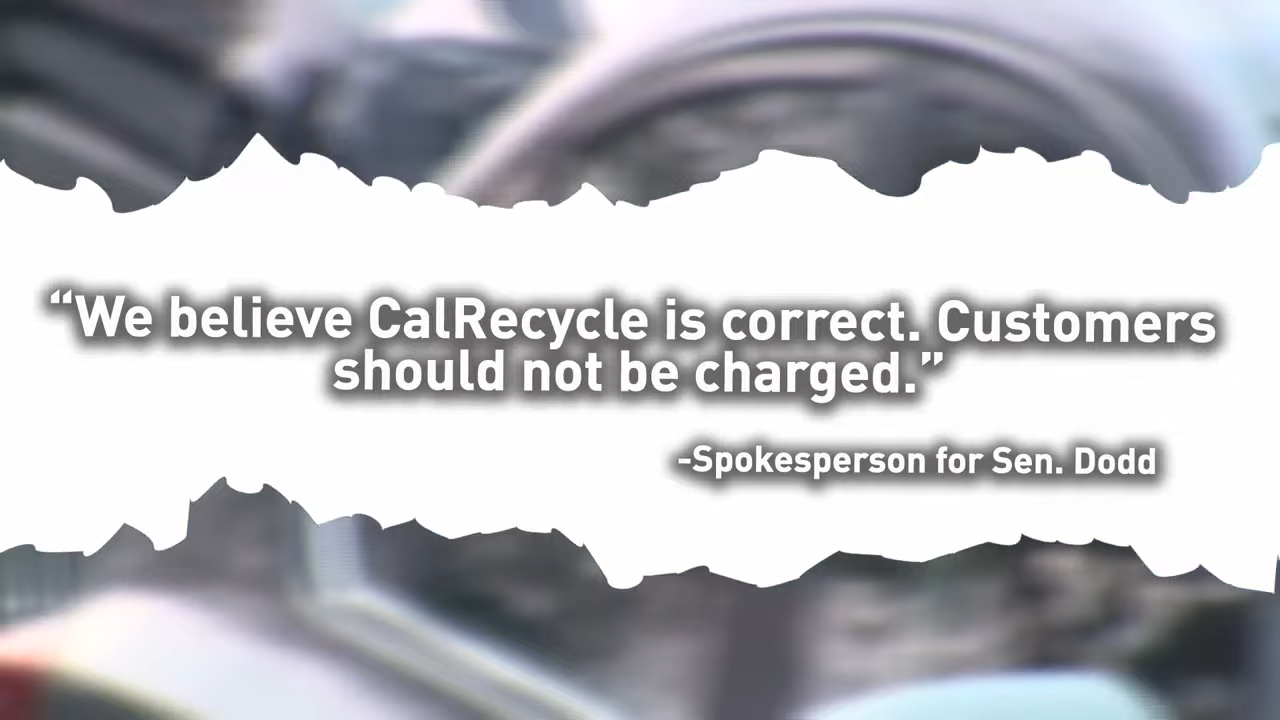 “We believe CalRecycle is correct. Customers
should not be charged.”
-Spokesperson for Sen. Dodd